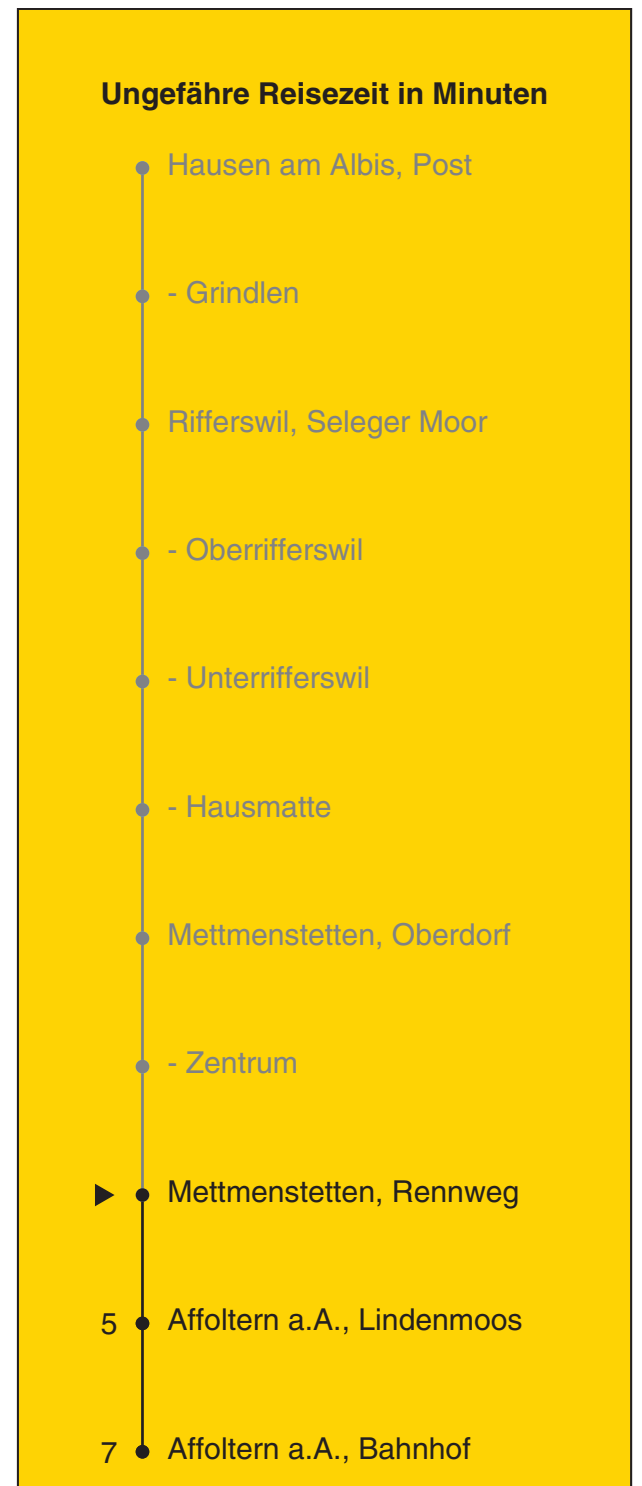 Ungefähre Reisezeit in Minuten
Hausen am Albis, Post
- Grindlen
Rifferswil, Seleger Moor
- Oberrifferswil
- Unterrifferswil
- Hausmatte
Mettmenstetten, Oberdorf
- Zentrum
Mettmenstetten, Rennweg
5 Affoltern a.A., Lindenmoos
7 Affoltern a.A., Bahnhof